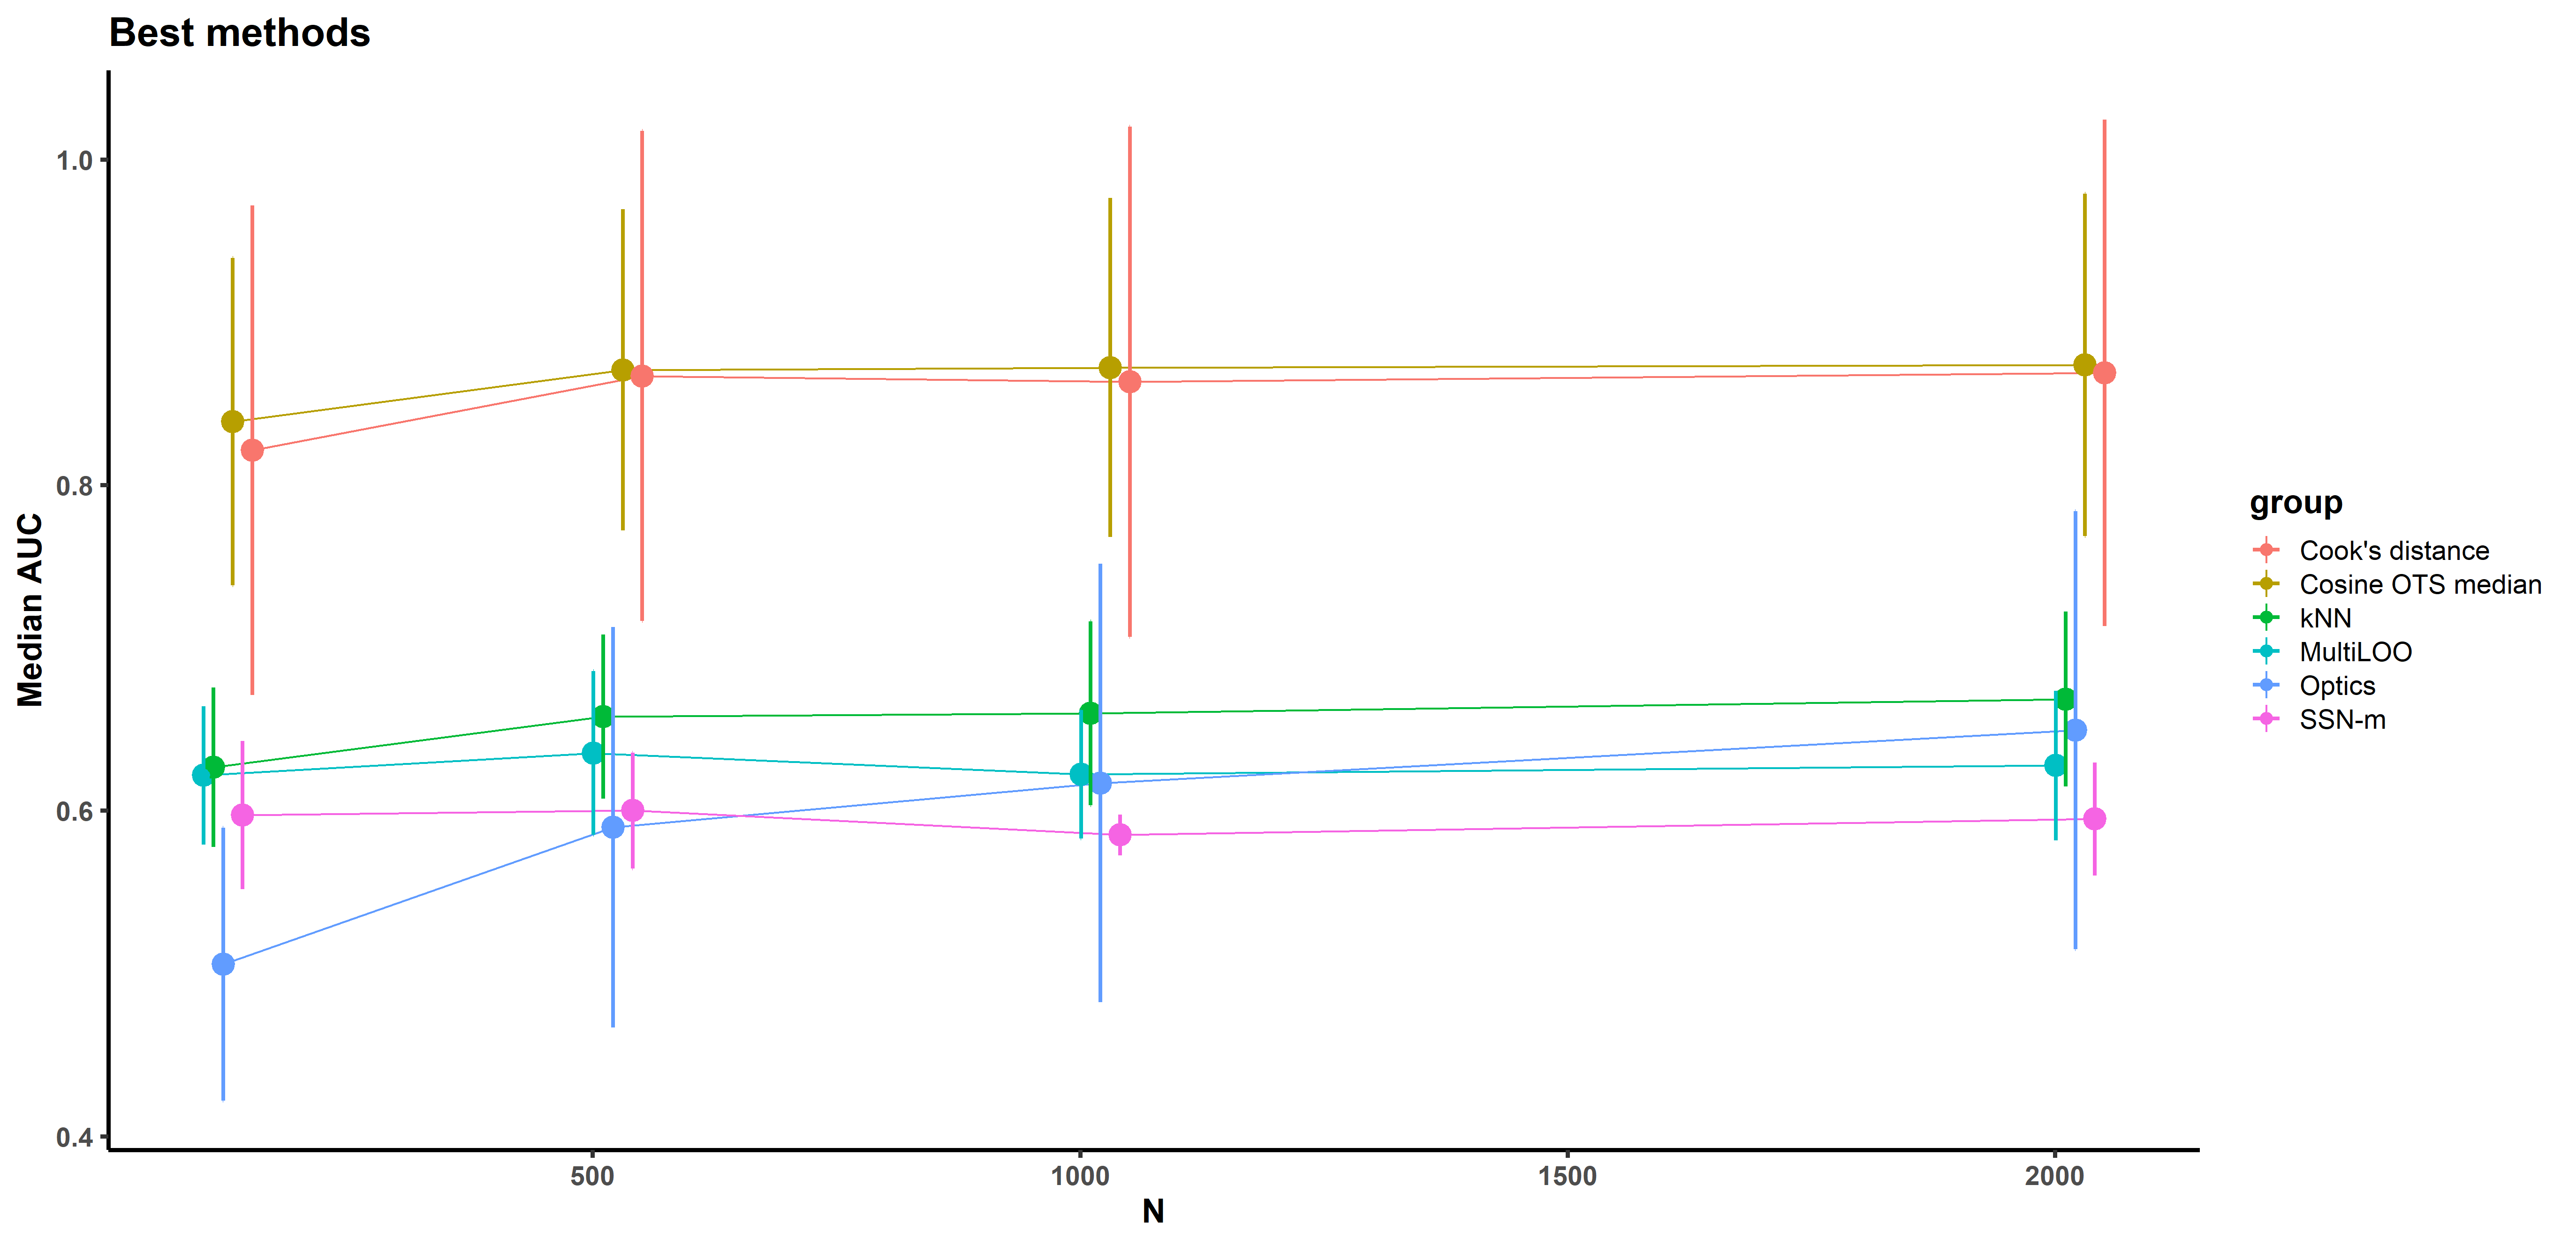 Best methods
Median AUC
1.0
0.8
0.6
0.4
500
1000
1500
2000
N
group
Cook's distance
Cosine OTS median
kNN
MultiLOO
Optics
SSN-m